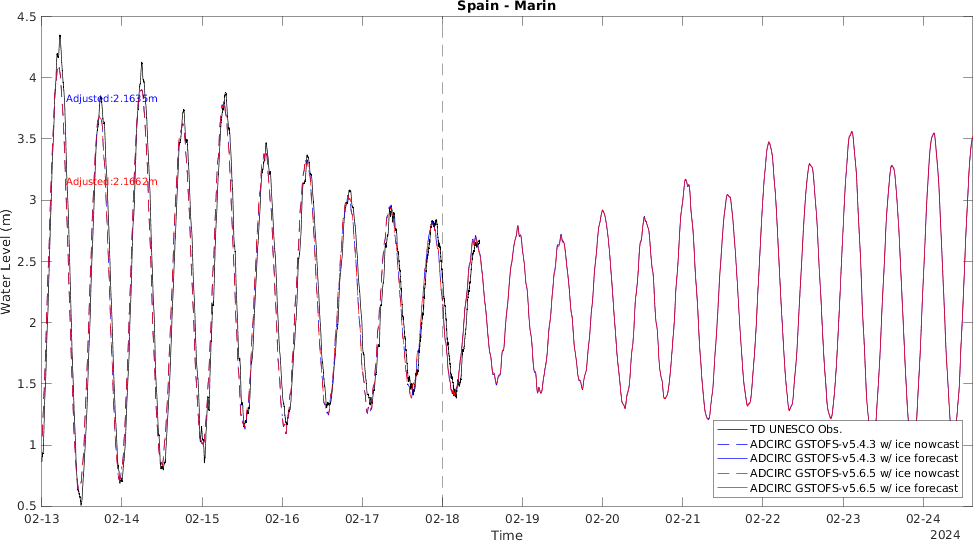 Spain - Marin
4.5
4
3.5
3
2.5
2
1.5
1
0.5
Water Level (m)
Adjusted:2.1635m
Adjusted:2.1662m
TD UNESCO Obs.
ADCIRC GSTOFS-v5.4.3 w/ ice nowcast
ADCIRC GSTOFS-v5.4.3 w/ ice forecast
ADCIRC GSTOFS-v5.6.5 w/ ice nowcast
ADCIRC GSTOFS-v5.6.5 w/ ice forecast
02-13 02-14 02-15 02-16 02-17 02-18 02-19 02-20 02-21 02-22 02-23 02-24
Time
2024